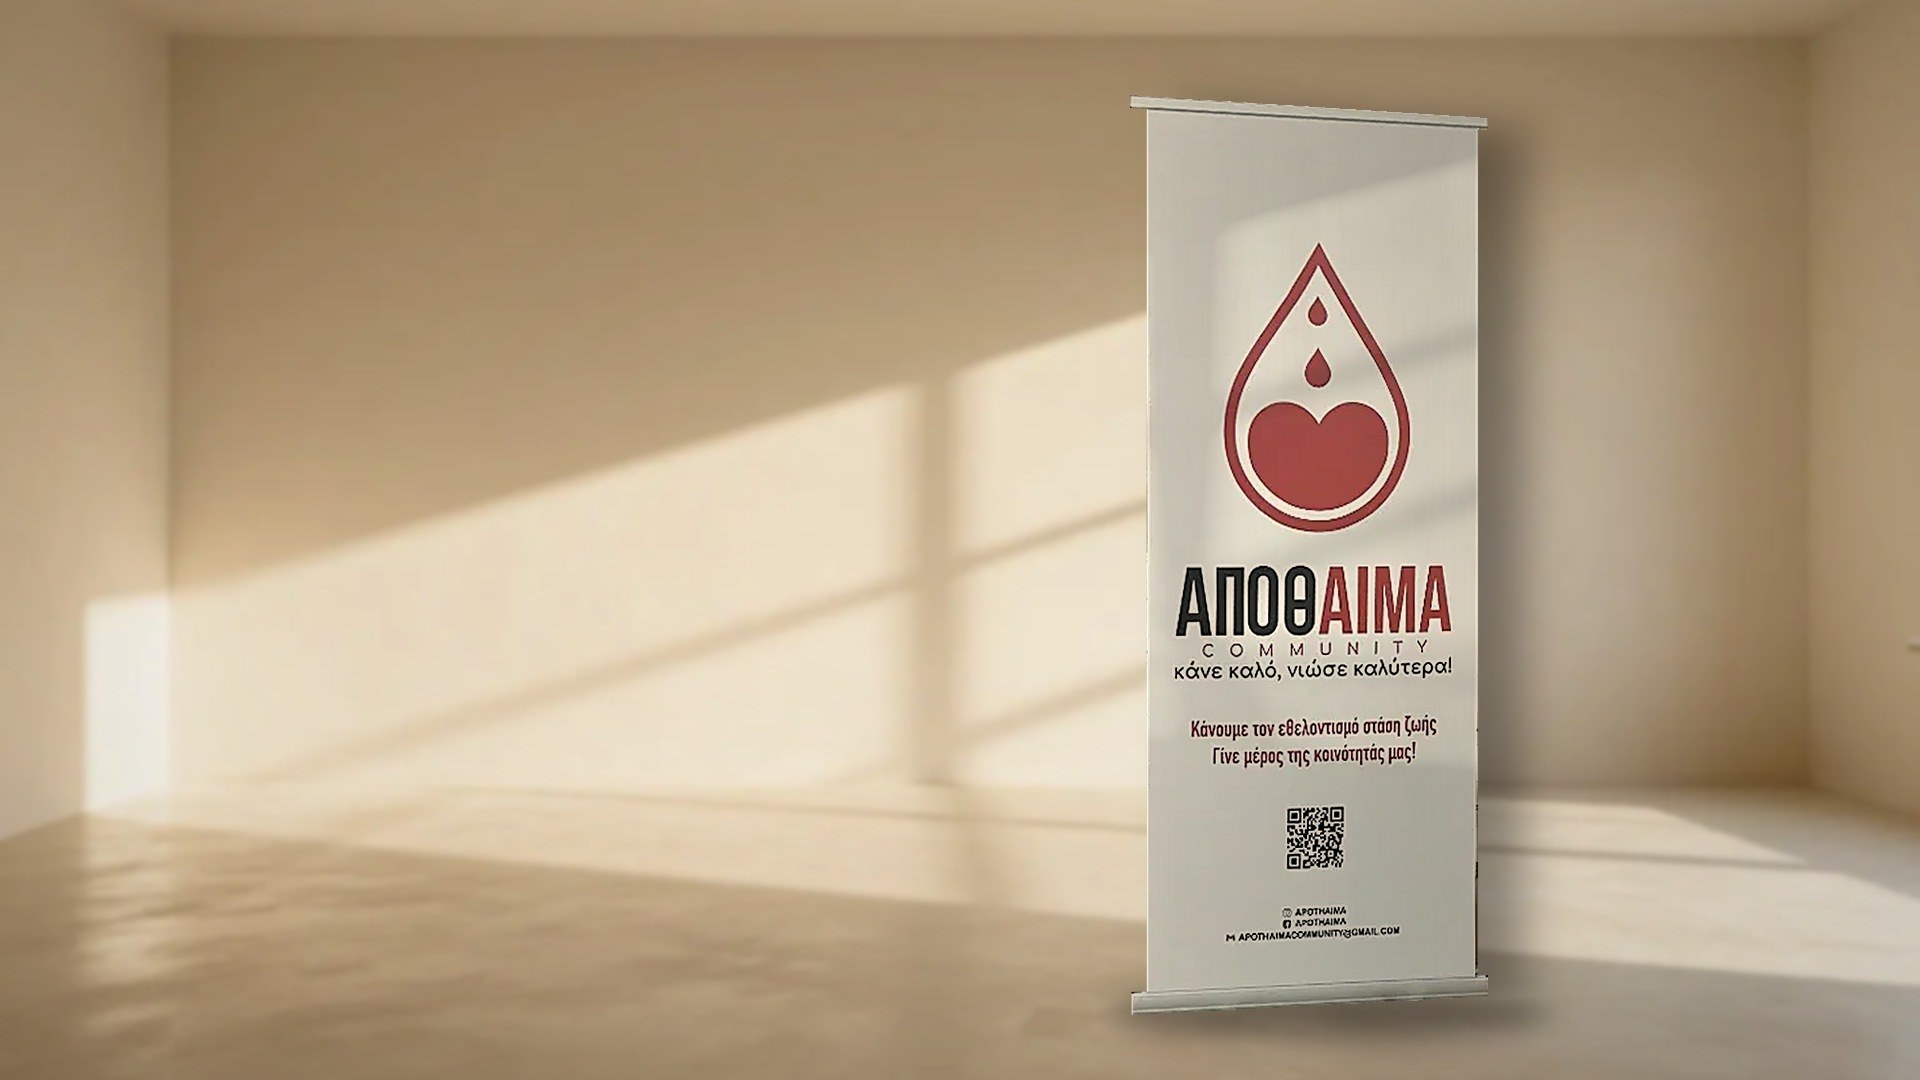 ΑΠΟΘΑΙΜΑ
COMMUNITY
κάνε καλό, νιώσε καλύτερα!
Κάνουμε τον εθελοντισμό στάση ζωής
Γίνε μέρος της κοινότητάς μας!
APOTHAIMA
APOTHAIMA
APOTHAIMACOMMUNITY@GMAIL.COM